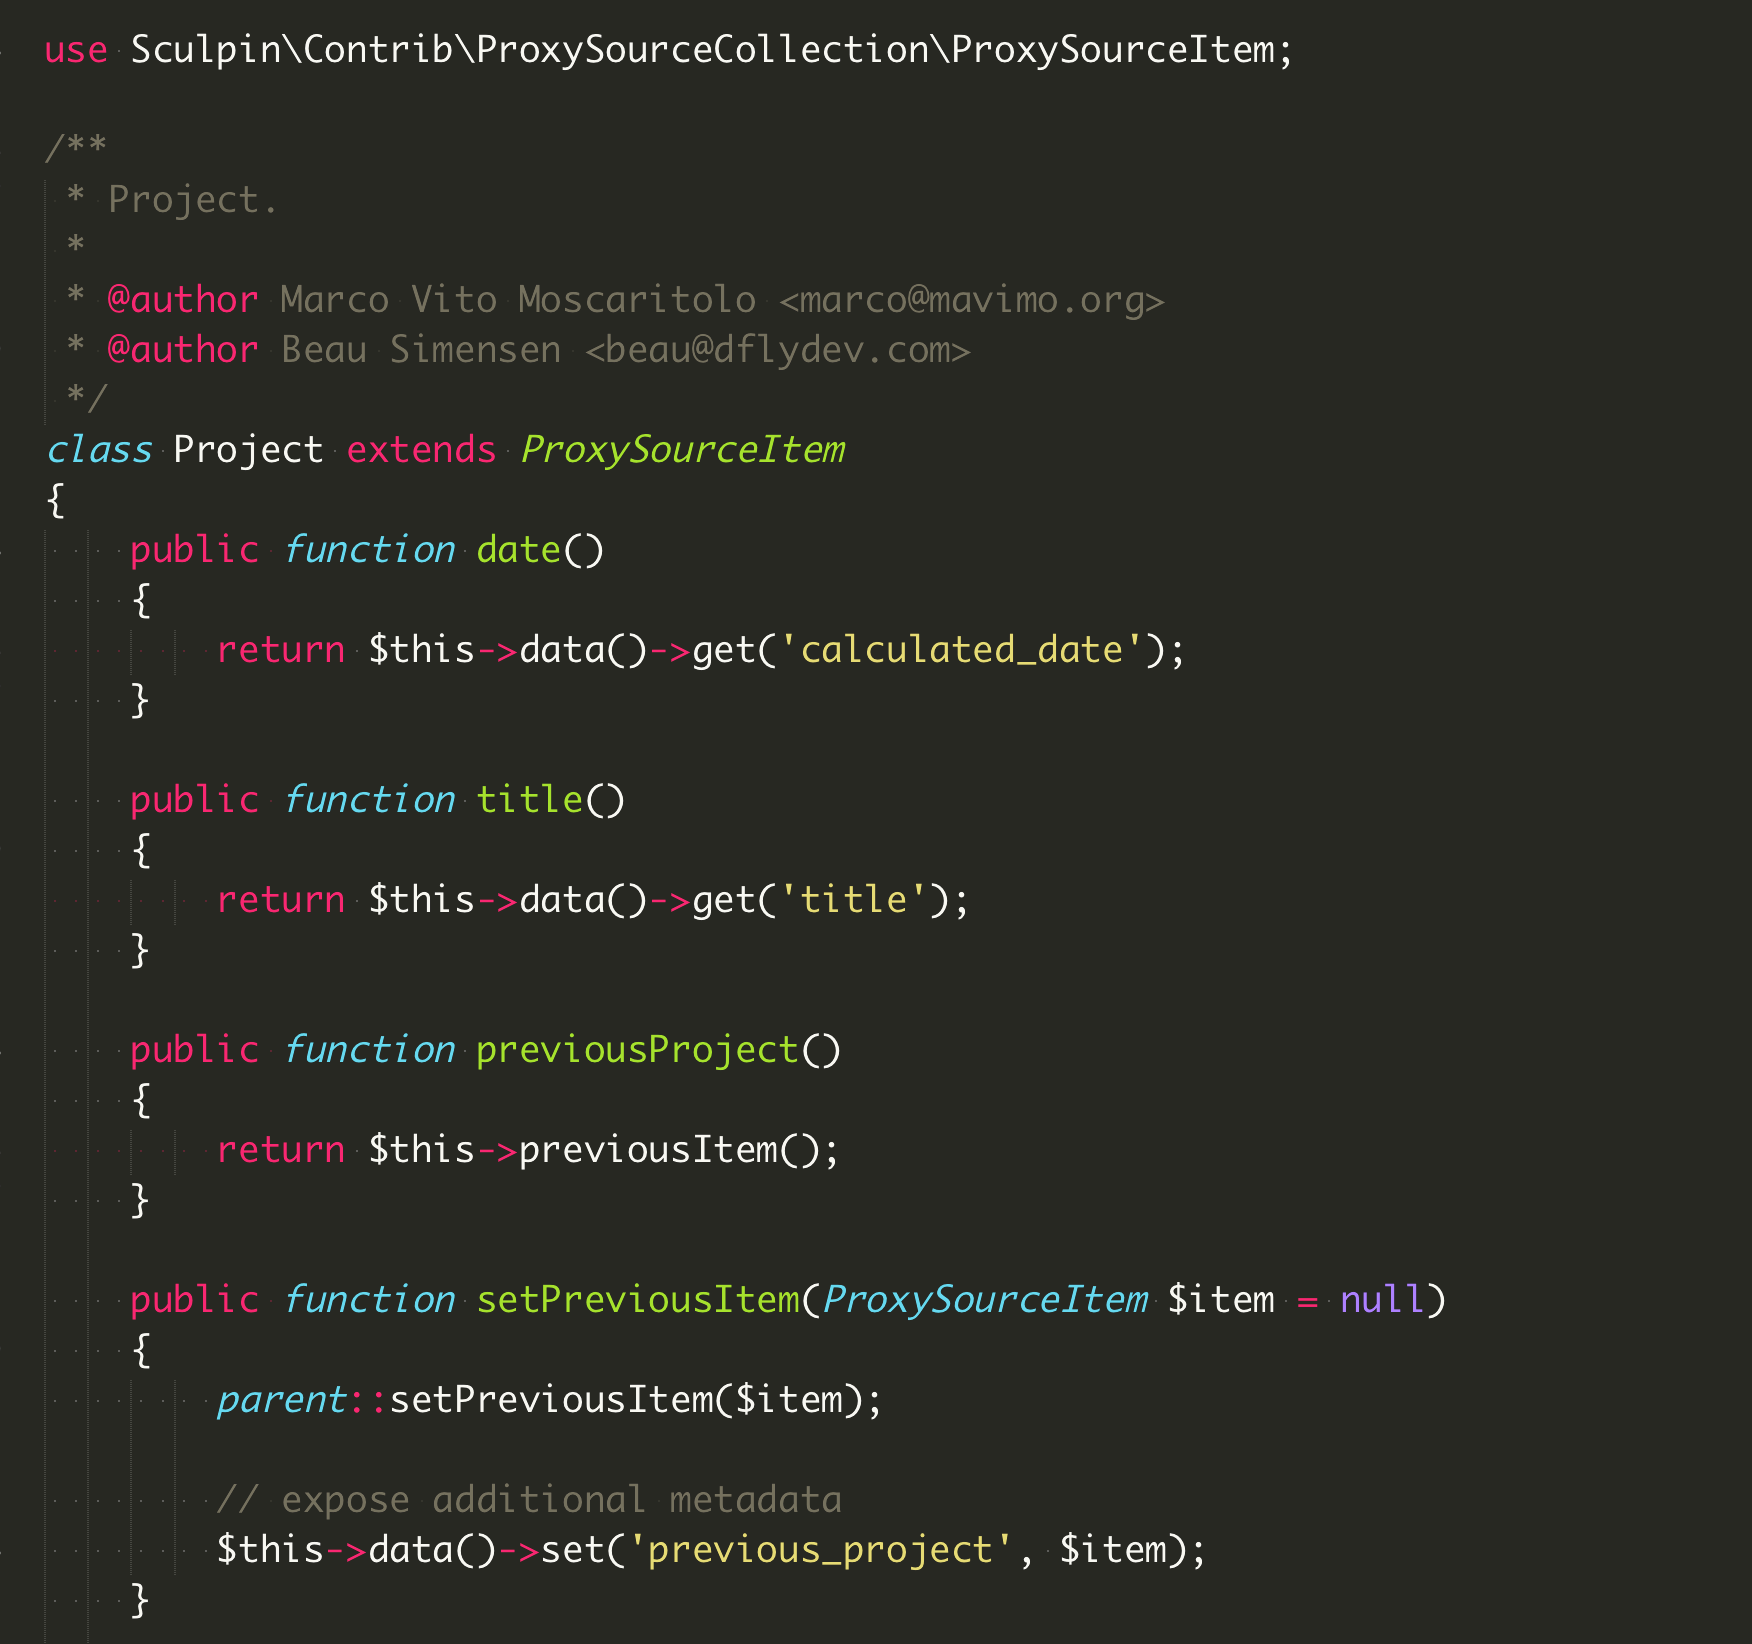 use Sculpin\Contrib\ProxySourceCollection\ProxySourceItem;

/**
 * Project.
 *
 * @author Marco Vito Moscaritolo <marco@mavimo.org>
 * @author Beau Simensen <beau@dflydev.com>
 */
class Project extends ProxySourceItem
{
    public function date()
    {
        return $this->data()->get('calculated_date');
    }

    public function title()
    {
        return $this->data()->get('title');
    }

    public function previousProject()
    {
        return $this->previousItem();
    }

    public function setPreviousItem(ProxySourceItem $item = null)
    {
        parent::setPreviousItem($item);

        // expose additional metadata
        $this->data()->set('previous_project', $item);
    }